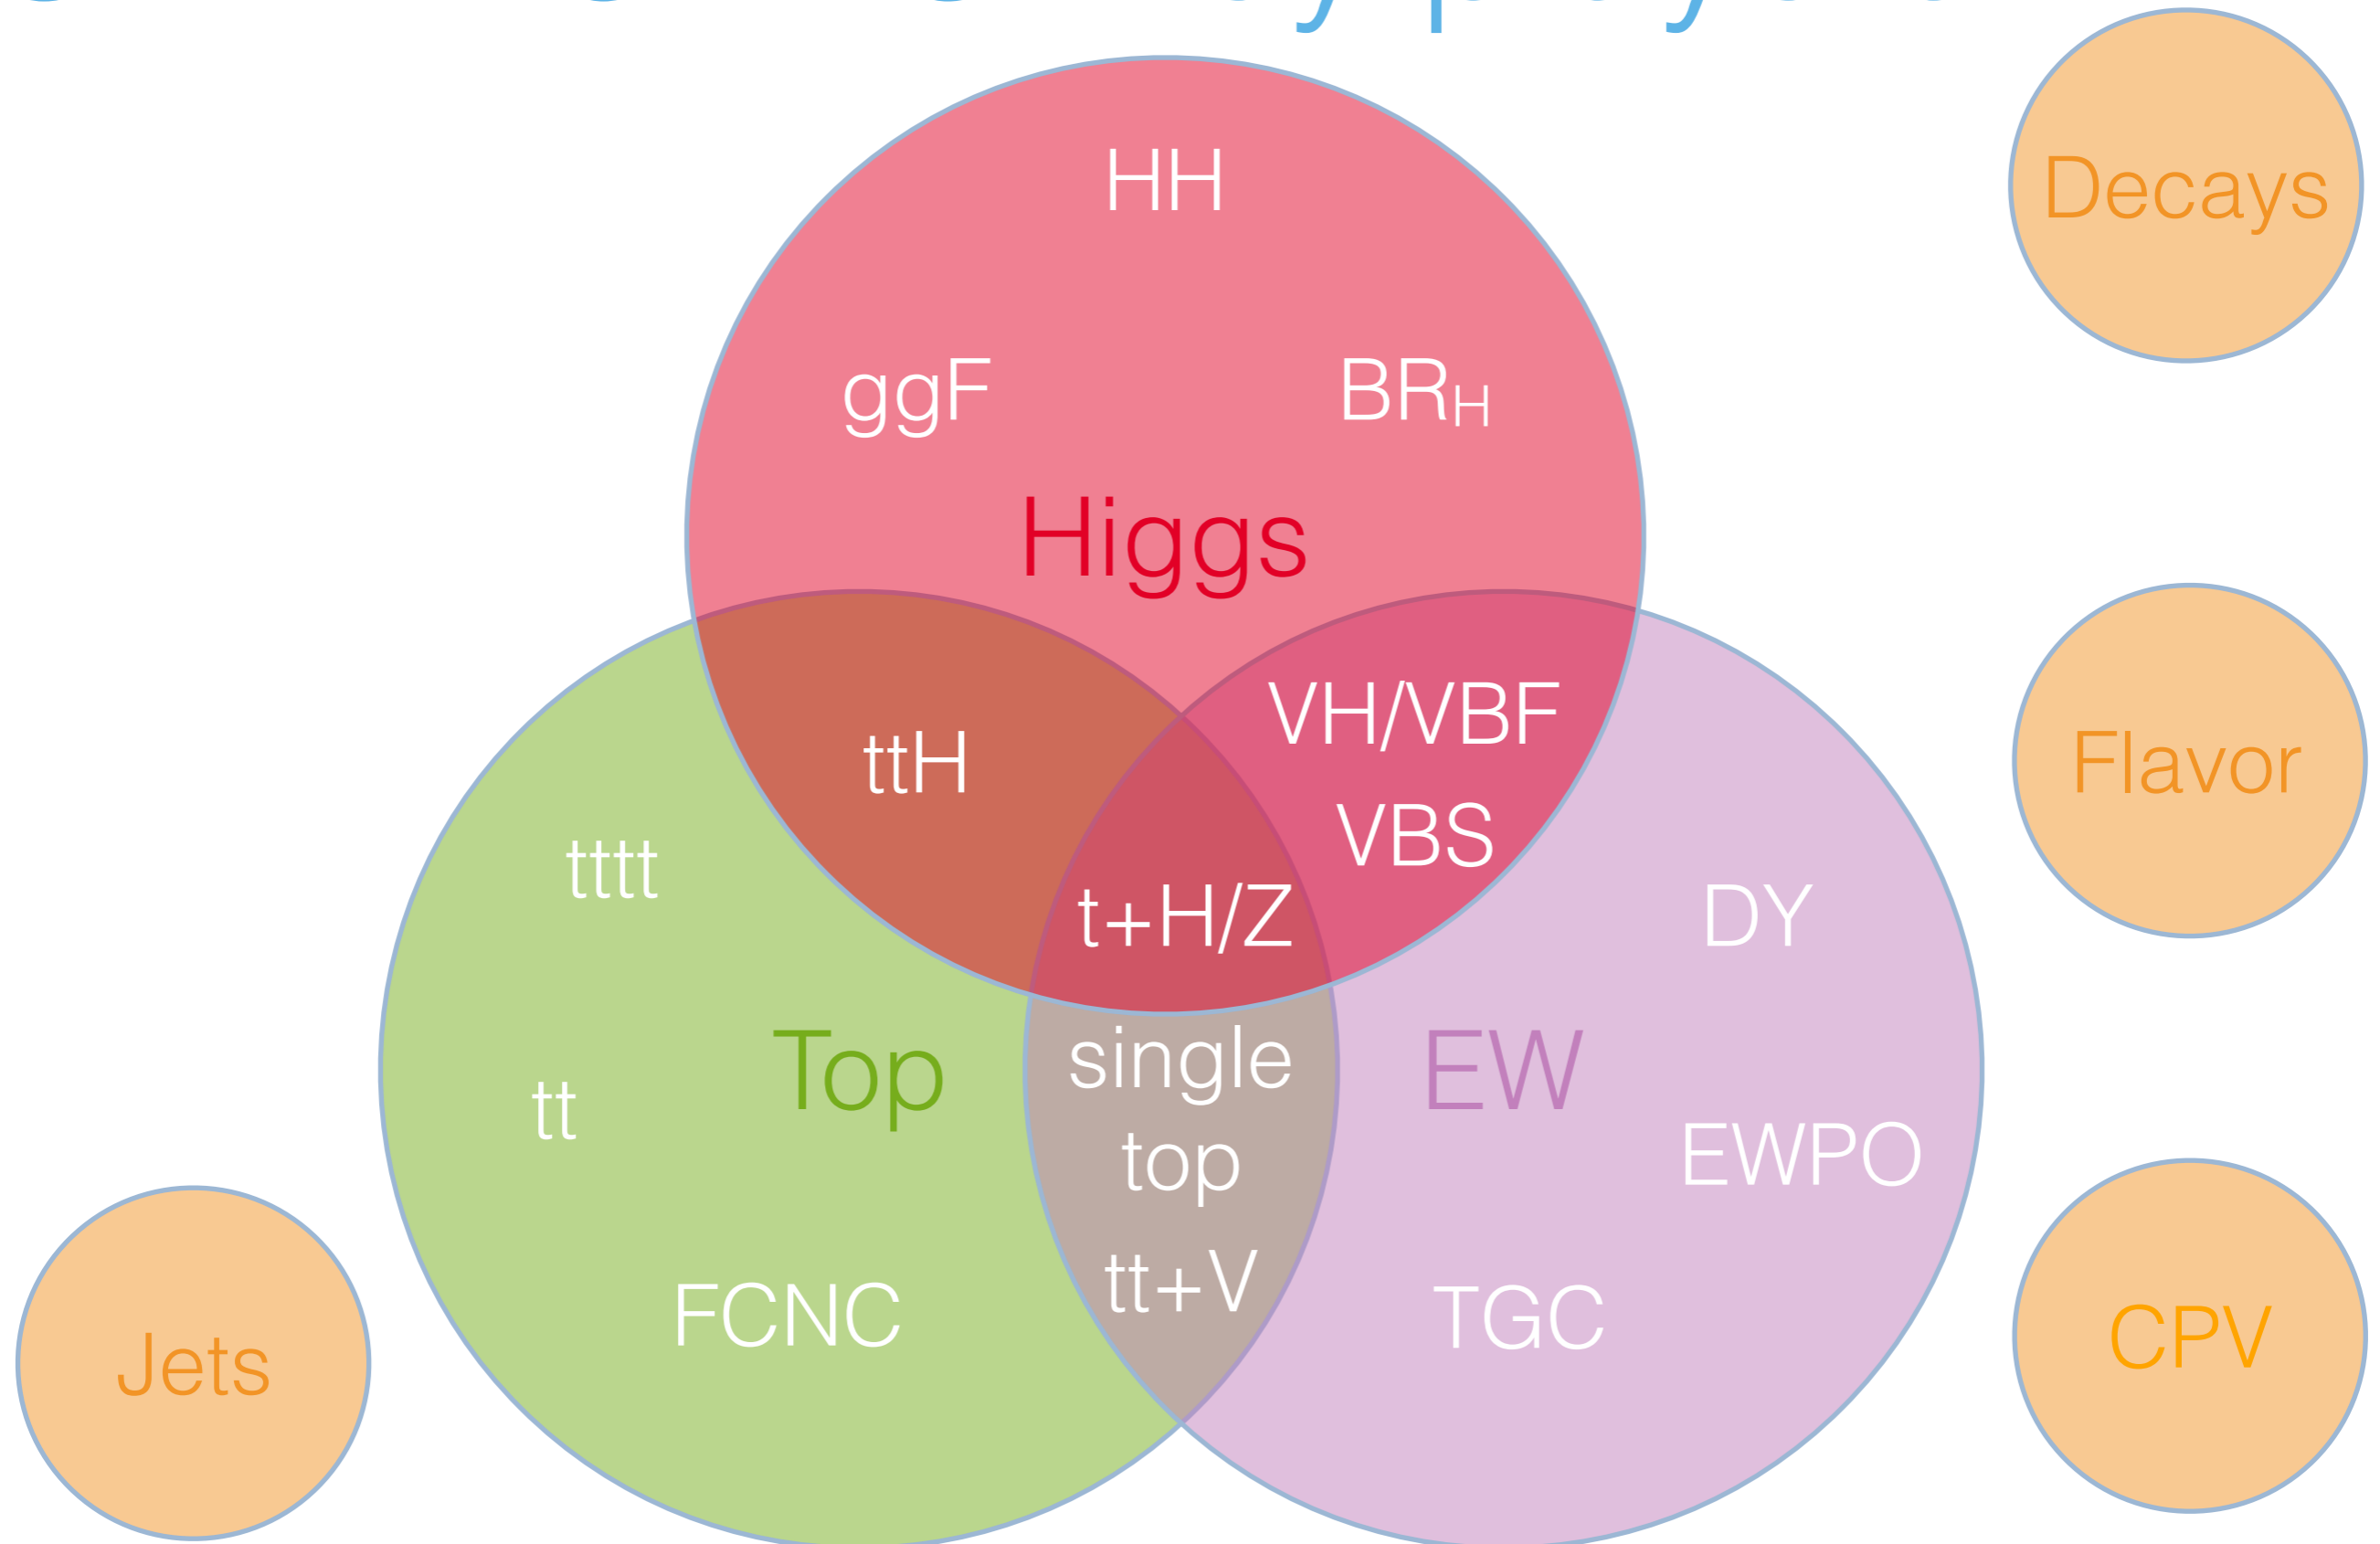 HH
Decays
ggF
BRH
Higgs
VH/VBF
Flavor
ttH
VBS
tttt
t+H/Z
DY
single
Top
EW
tt
top
EWPO
tt+V
FCNC
TGC
CPV
Jets